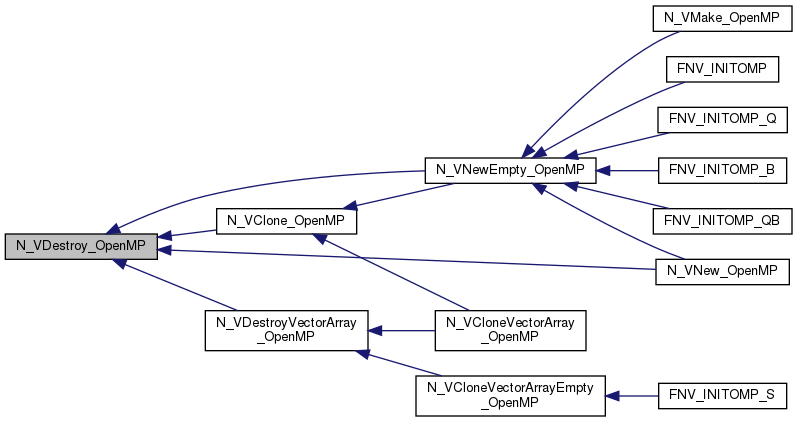 N_VMake_OpenMP
FNV_INITOMP
FNV_INITOMP_Q
N_VNewEmpty_OpenMP
FNV_INITOMP_B
N_VClone_OpenMP
FNV_INITOMP_QB
N_VDestroy_OpenMP
N_VNew_OpenMP
N_VDestroyVectorArray
_OpenMP
N_VCloneVectorArray
_OpenMP
N_VCloneVectorArrayEmpty
_OpenMP
FNV_INITOMP_S